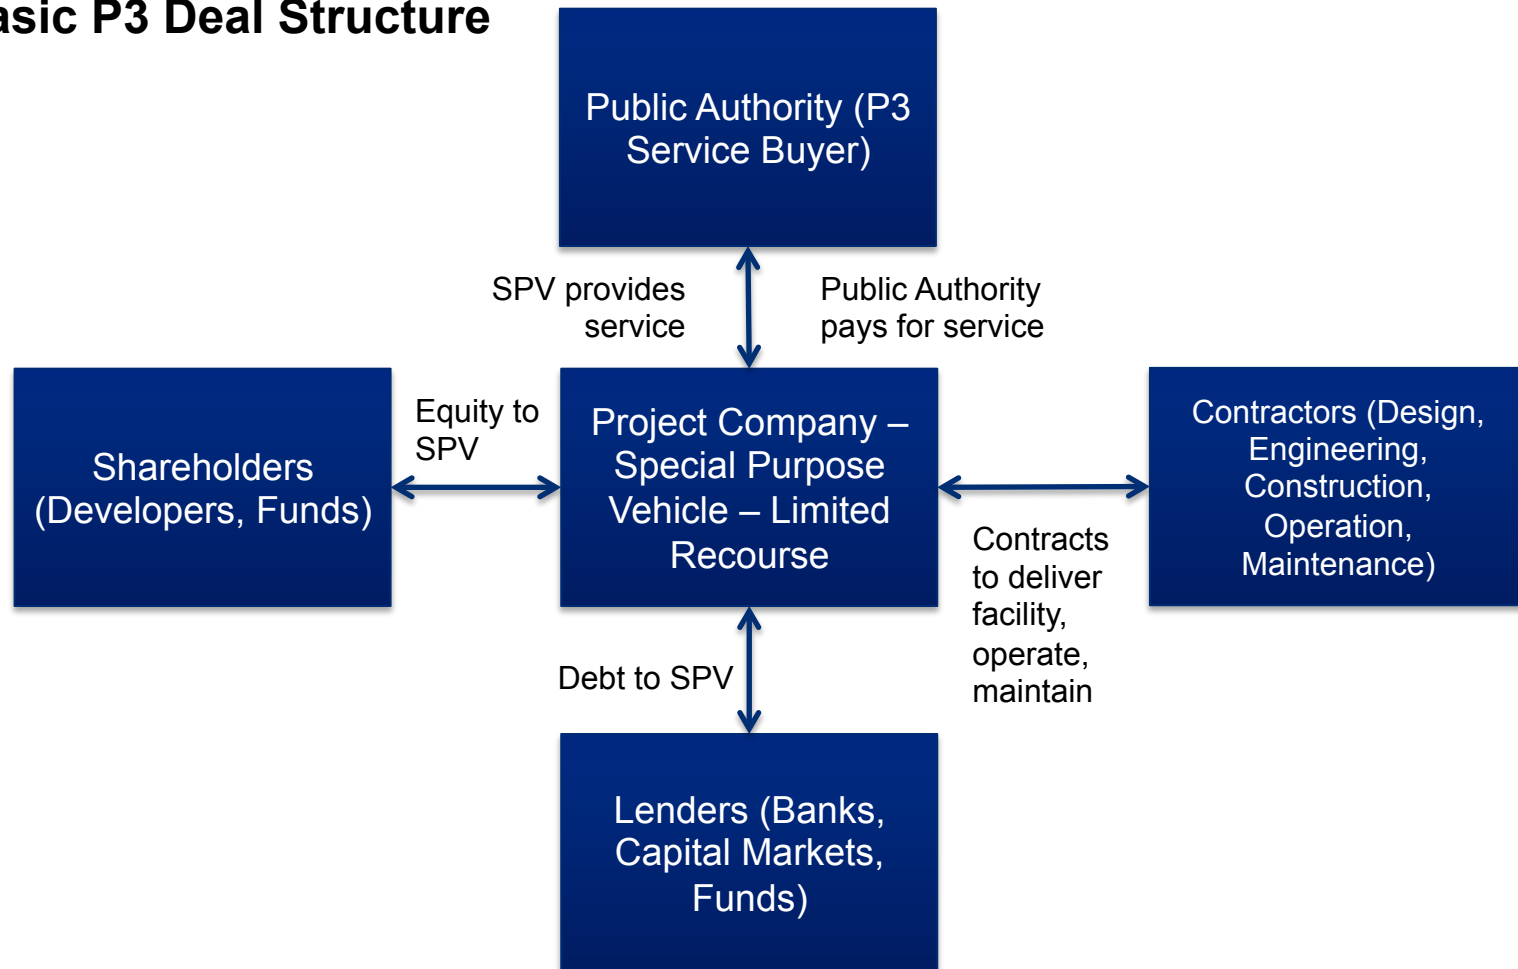 asic P3 Deal Structure
Public Authority (P3
Service Buyer)
SPV provides
service
Public Authority
pays for service
Shareholders
(Developers, Funds)
Equity to
SPV
Project Company –
Special Purpose
Vehicle – Limited
Recourse
Contractors (Design,
Engineering,
Construction,
Operation,
Maintenance)
Contracts
to deliver
facility,
operate,
maintain
Debt to SPV
Lenders (Banks,
Capital Markets,
Funds)